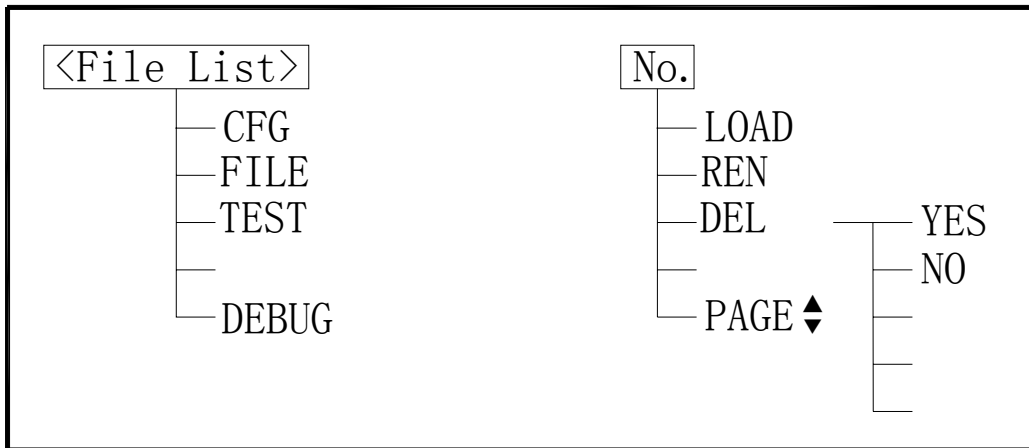 <File List>
CFG
FILE
TEST
DEBUG
No.
LOAD
REN
DEL
PAGE
YES
NO